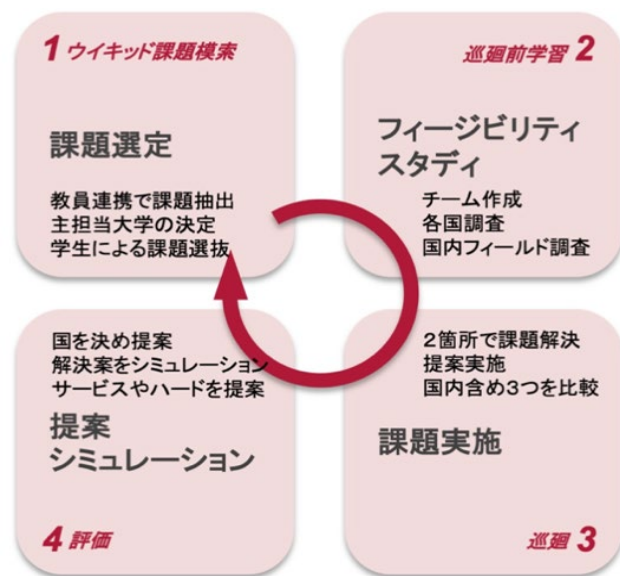 1 ウイキッド課題模索
課題選定
教員連携で課題抽出
主担当大学の決定
学生による課題選抜
巡廻前学習 2
フィージビリティ
スタディ
チーム作成
各国調査
国内フィールド調査
2箇所で課題解決
提案実施
国内含め3つを比較
課題実施
巡廻 3
国を決め提案
解決案をシミュレーション
サービスやハードを提案
提案
シミュレーション
4 評価